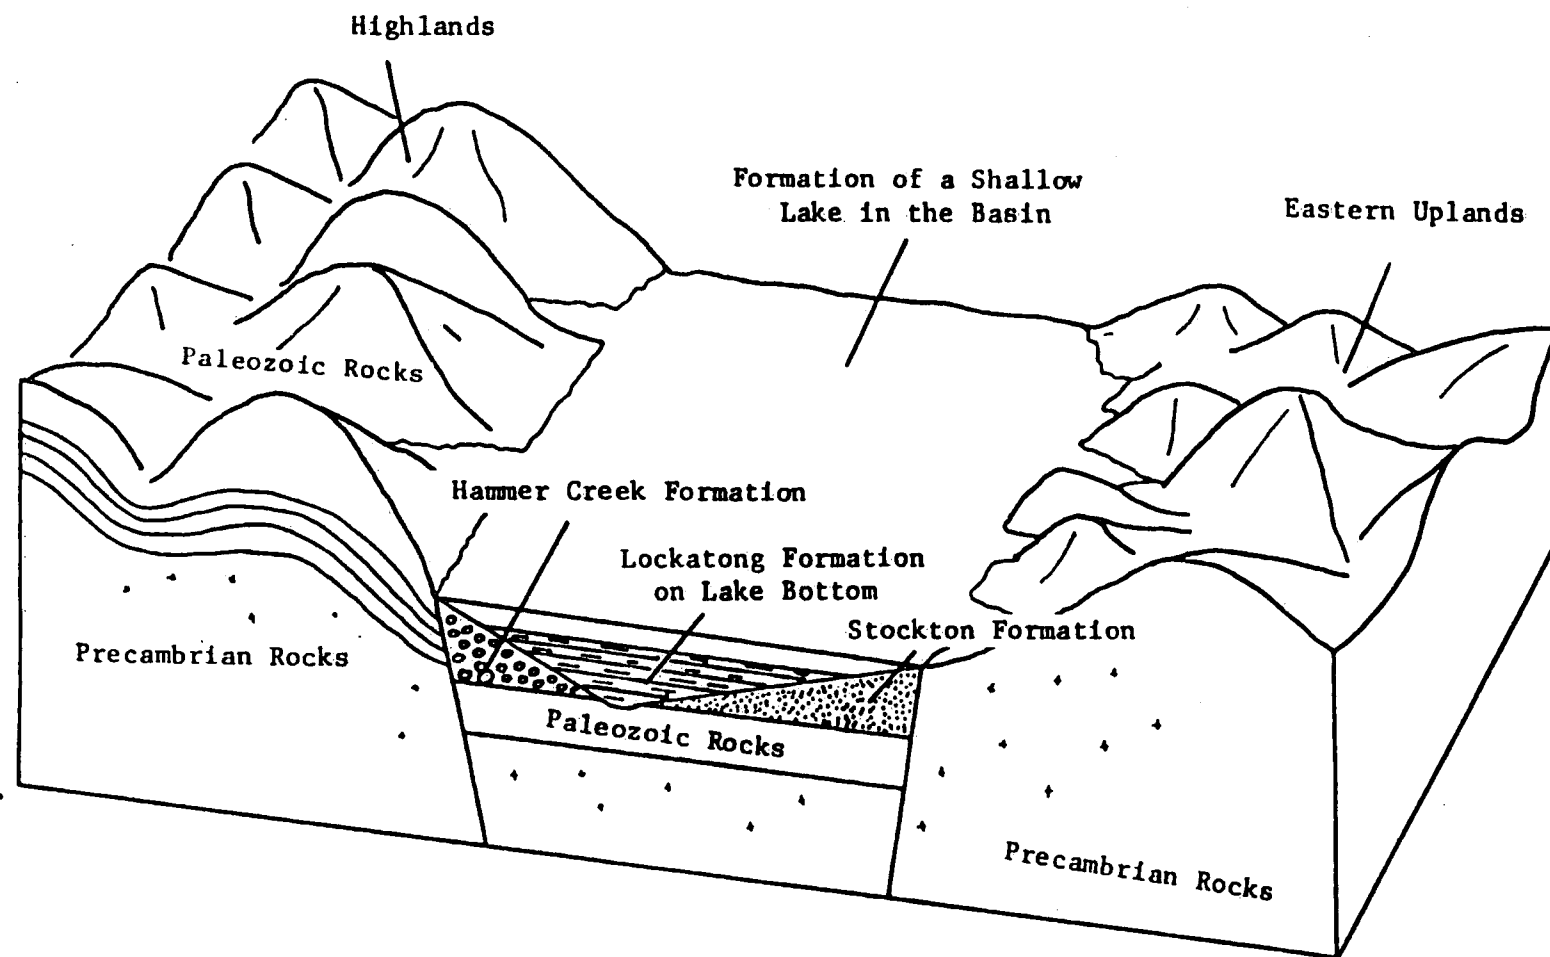 Highlands
Formation of a Shallow
Lake in the Basin
Eastern Uplands
Paleozoic Rocks
Hammer Creek Formation
Lockatong Formation
on Lake Bottom
Stockton Formation
Precambrian Rocks
Paleozoic Rocks
Precambrian Rocks